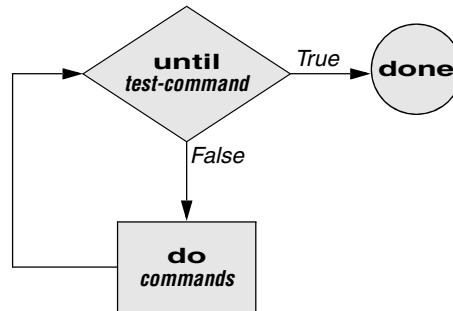 until
test-command
True
done
False
do
commands